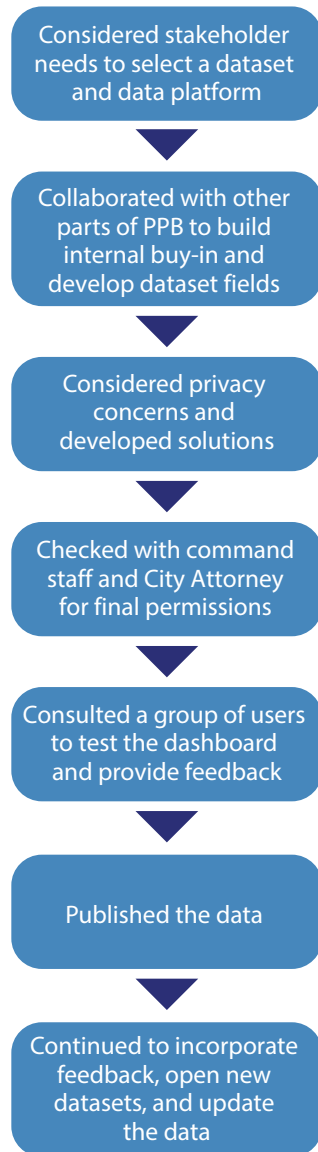 Considered stakeholder
needs to select a dataset
and data platform
Collaborated with other
parts of PPB to build
internal buy-in and
develop dataset fields
Considered privacy
concerns and
developed solutions
Checked with command
staff and City Attorney
for final permissions
Consulted a group of users
to test the dashboard
and provide feedback
Published the data
Continued to incorporate
feedback, open new
datasets, and update
the data